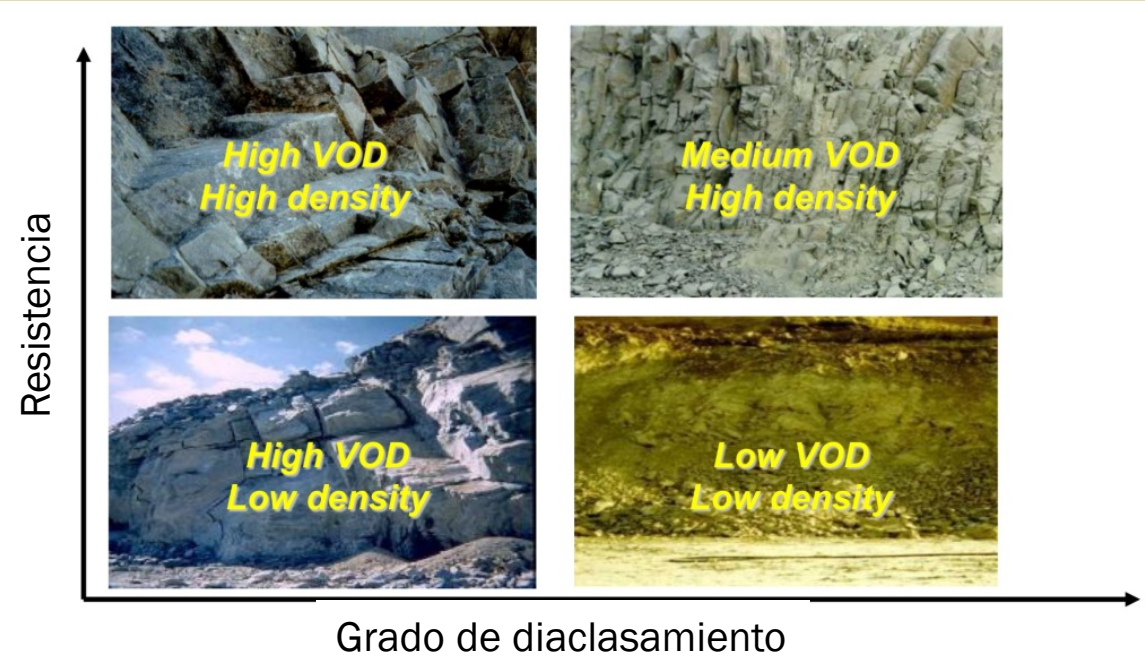 High VOD
High density
Medium VOD
High density
Resistencia
High VOD
Low density
Low VOD
Low density
Grado de diaclasamiento